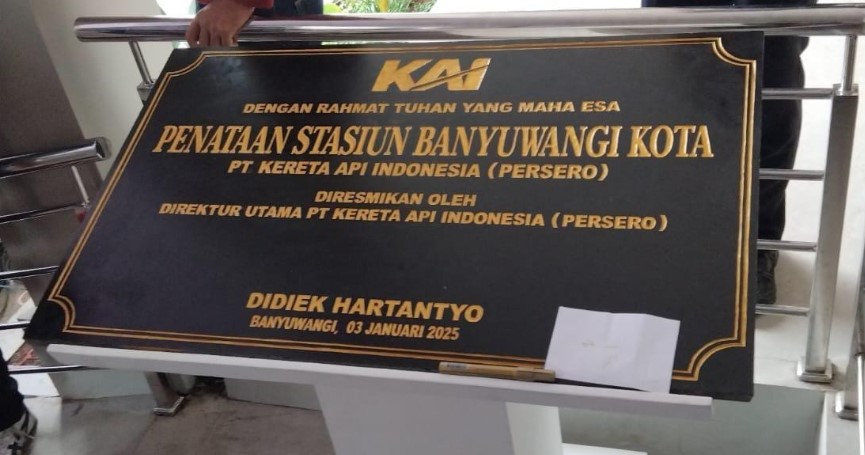 KAI
DENGAN RAHMAT TUHAN YANG MAHA ESA
PENATAAN STASIUN BANYUWANGI KOTA
PT KERETA API INDONESIA (PERSERO)
DIRESMIKAN OLEH
DIREKTUR UTAMA PT KERETA API INDONESIA (PERSERO)
DIDIEK HARTANTYO
BANYUWANGI, 03 JANUARI 2025